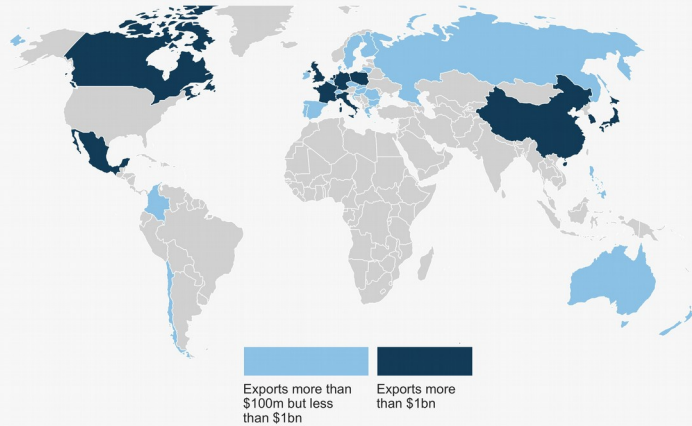 Exports more than
$100m but less
than $1bn
Exports more
than $1bn